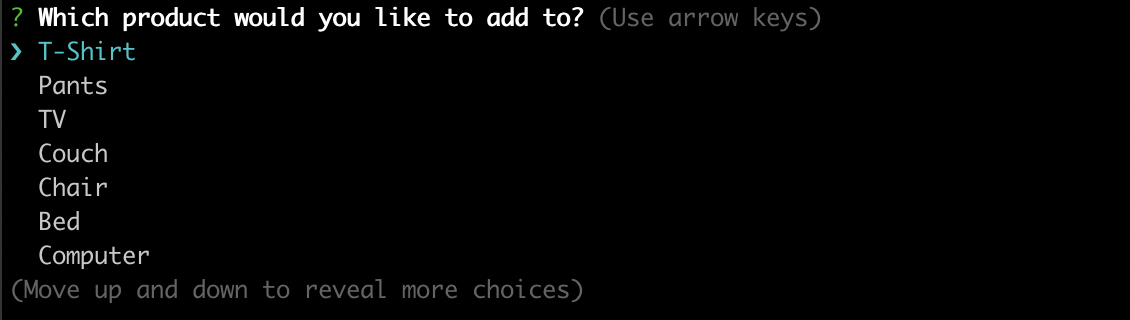 ? Which product would you like to add to? (Use arrow keys)
❯ T-Shirt
Pants
TV
Couch
Chair
Bed
Computer
(Move up and down to reveal more choices)